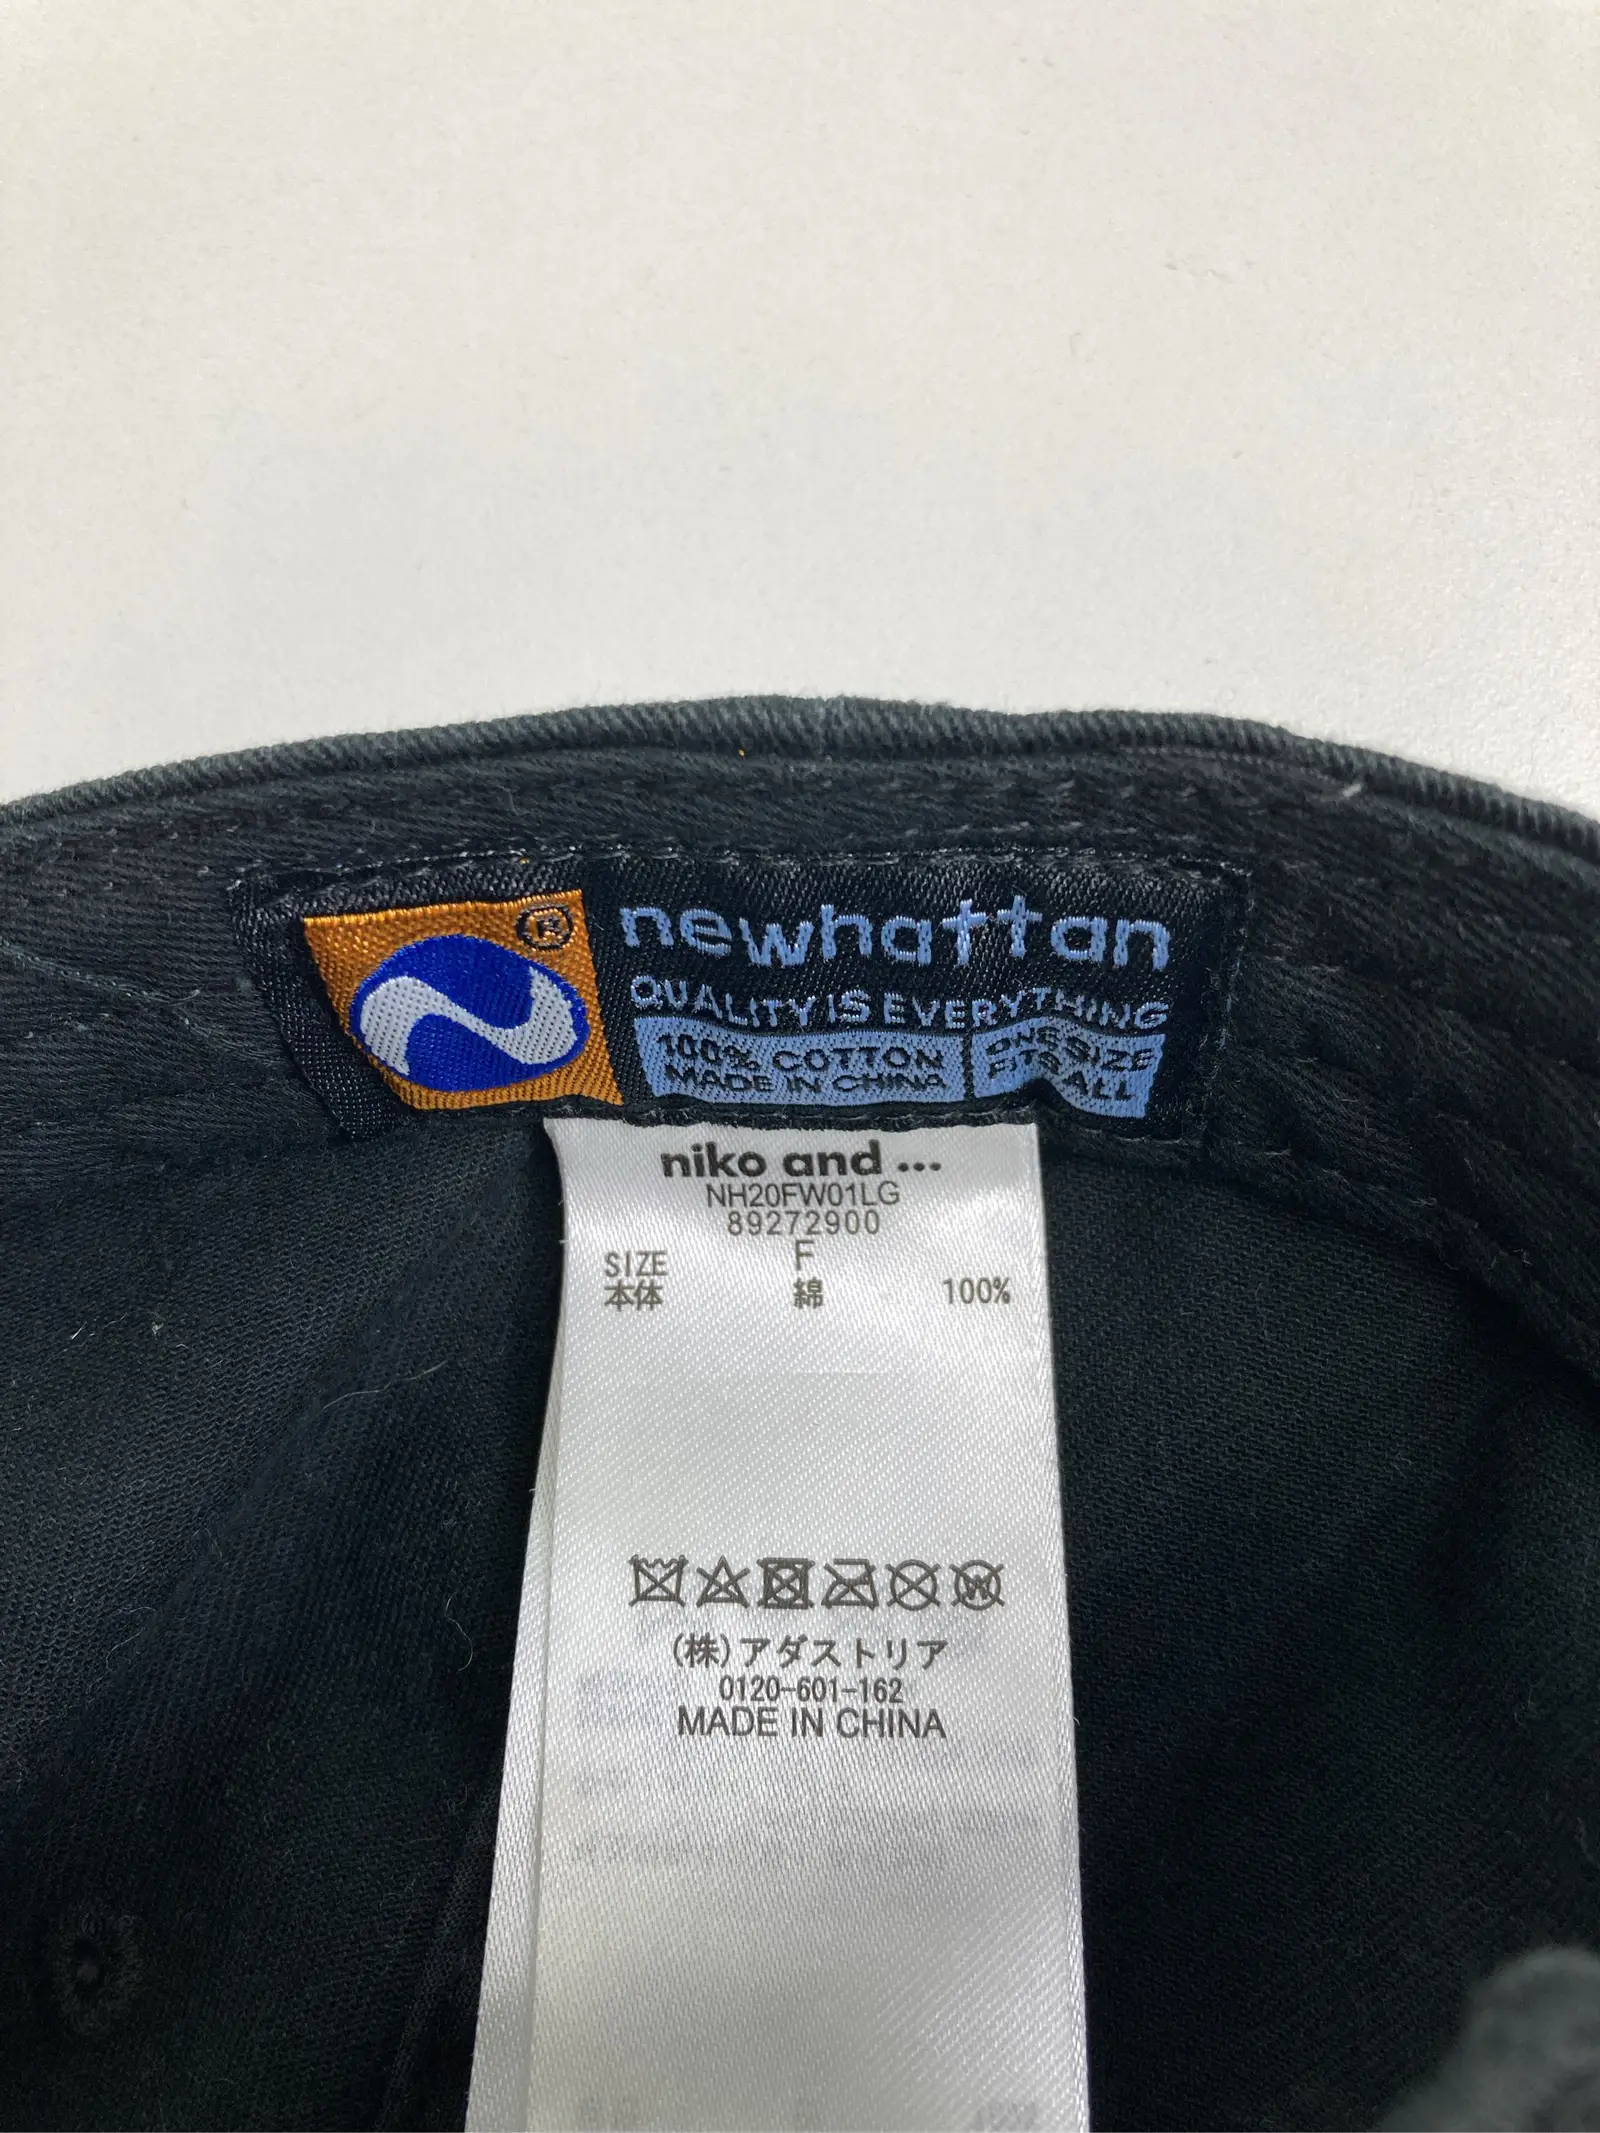 ®
newhattan
QUALITY IS EVERYTHING
100% COTTON
MADE IN CHINA
ONE SIZE
FITS ALL
niko and ...
NH20FW01LG
89272900
SIZE F
本体 綿 100%
W
(株)アダストリア
0120-601-162
MADE IN CHINA